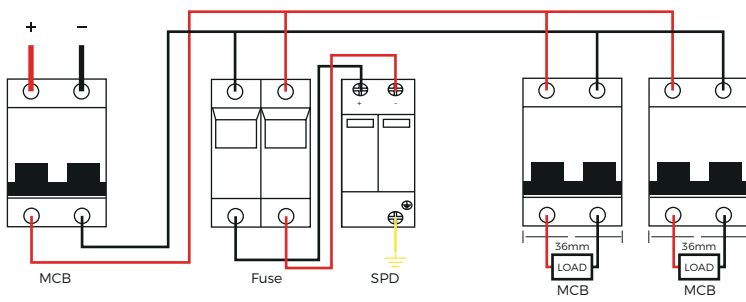 + −
+ -
36mm 36mm
LOAD LOAD
MCB Fuse SPD
MCB MCB